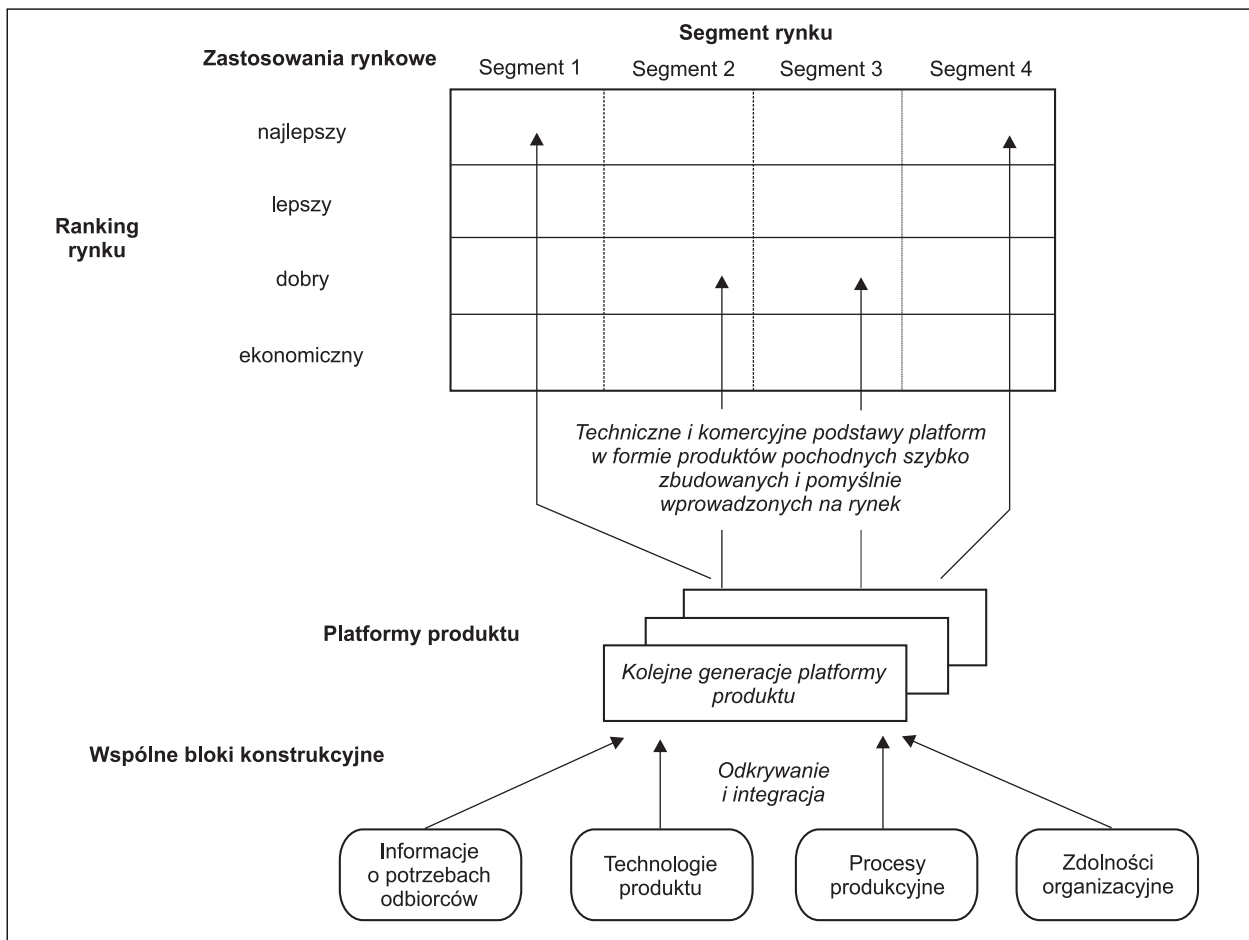 Segment rynku
Zastosowania rynkowe
Segment 1
Segment 2
Segment 3
Segment 4
najlepszy
lepszy
Ranking
rynku
dobry
ekonomiczny
Techniczne i komercyjne podstawy platform
w formie produktów pochodnych szybko
zbudowanych i pomyślnie
wprowadzonych na rynek
Platformy produktu
Kolejne generacje platformy
produktu
Wspólne bloki konstrukcyjne
Odkrywanie
i integracja
Informacje
o potrzebach
odbiorców
Technologie
produktu
Procesy
produkcyjne
Zdolności
organizacyjne